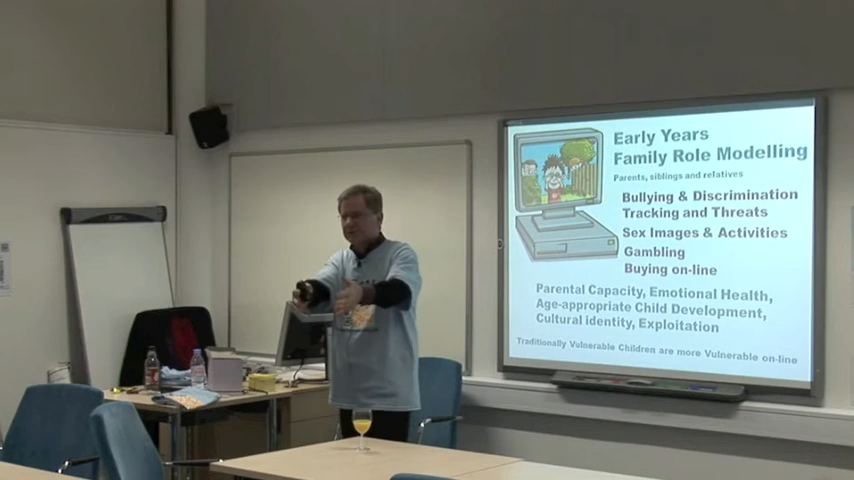 Early Years
Family Role Modelling
Parents, siblings and relatives
Bullying & Discrimination
Tracking and Threats
Sex Images & Activities
Gambling
Buying on-line
Parental Capacity, Emotional Health,
Age-appropriate Child Development,
Cultural identity, Exploitation
Traditionally Vulnerable Children are more Vulnerable on-line